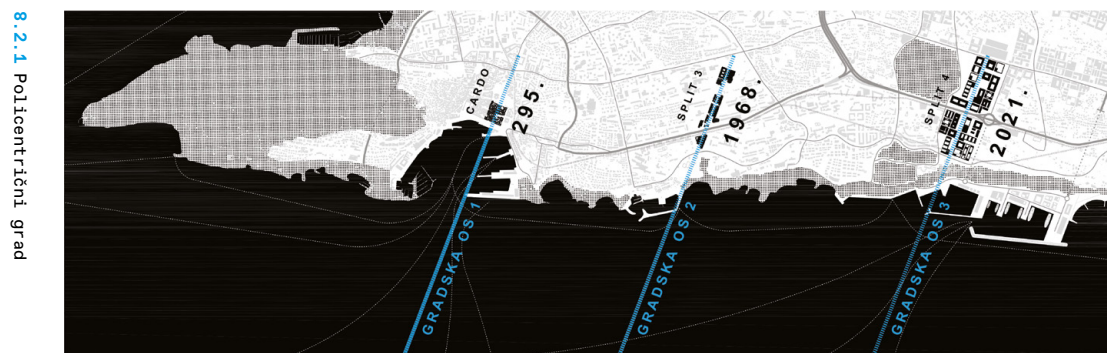 8.2.1 Policentrični grad
CARDO
295.
SPLIT 3
1968.
SPLIT 4
2021.
GRADSKA OS 1
GRADSKA OS 2
GRADSKA OS 3